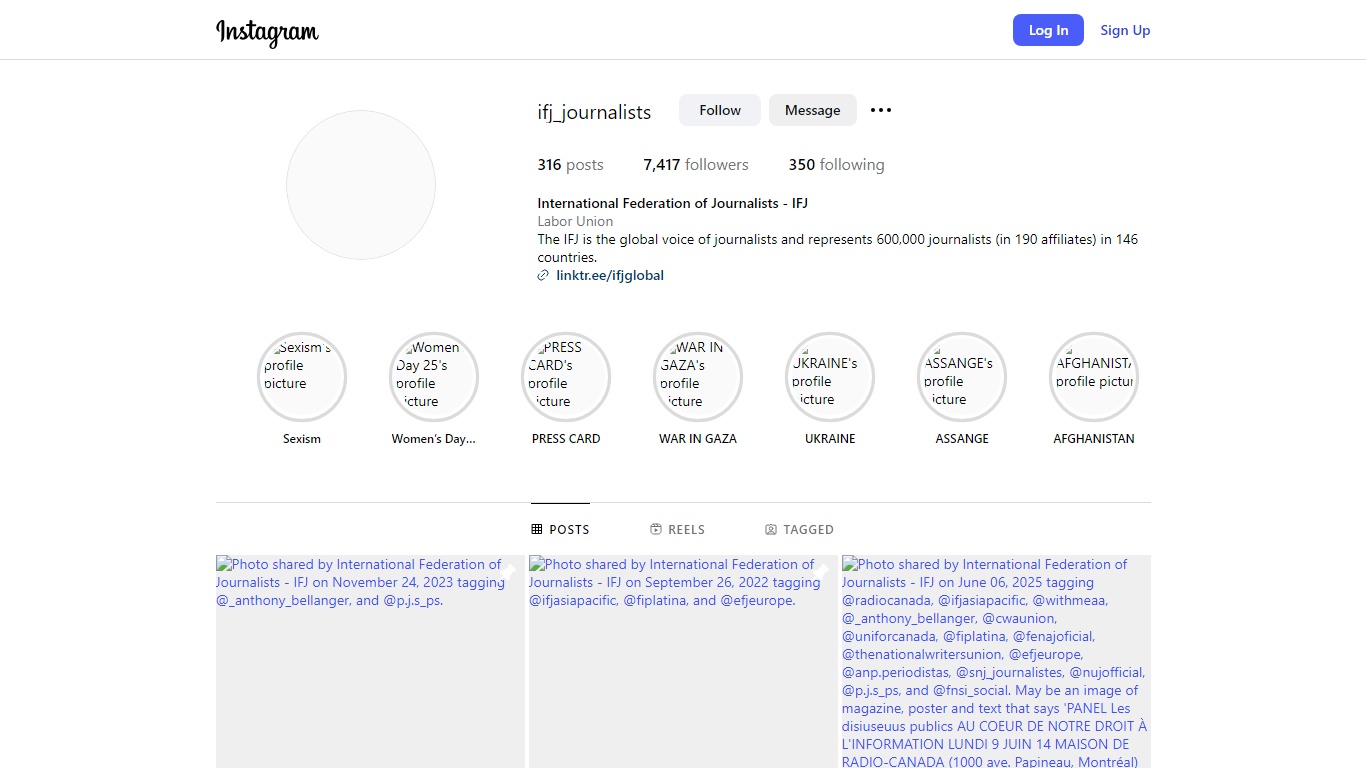 Instagram
Log In
Sign Up
ifj_journalists
Follow
Message
316 posts
7,417 followers
350 following
International Federation of Journalists - IFJ
Labor Union
The IFJ is the global voice of journalists and represents 600,000 journalists (in 190 affiliates) in 146
countries.
linktr.ee/ifjglobal
Sexism's
profile
picture
Women
Day 25's
profile
picture
PRESS
CARD's
profile
picture
WAR IN
GAZA's
profile
picture
UKRAINE's
profile
picture
ASSANGE's
profile
picture
profile
Sexism
Women's Day...
PRESS CARD
WAR IN GAZA
UKRAINE
ASSANGE
AFGHANISTAN
POSTS
REELS
TAGGED
Photo shared by International Federation of
Journalists - IFJ on November 24, 2023 tagging
@_anthony_bellanger, and @p.j.s_ps.
Photo shared by International Federation of
Journalists - IFJ on September 26, 2022 tagging
@ifjasiapacific, @fiplatina, and @efjeurope.
Photo shared by International Federation of
Journalists - IFJ on June 06, 2025 tagging
@radiocanada, @ifjasiapacific, @withmeaa,
@_anthony_bellanger, @cwaunion,
@uniforcanada, @fiplatina, @fenajoficial,
@thenationalwritersunion, @efjeurope,
@anp.periodistas, @snj_journalistes, @nujofficial,
@p.j.s_ps, and @fnsi_social. May be an image of
magazine, poster and text that says 'PANEL Les
disiuseuus publics AU COEUR DE NOTRE DROIT À
L'INFORMATION LUNDI 9 JUIN 14 MAISON DE
RADIO-CANADA (1000 ave. Papineau, Montréal)